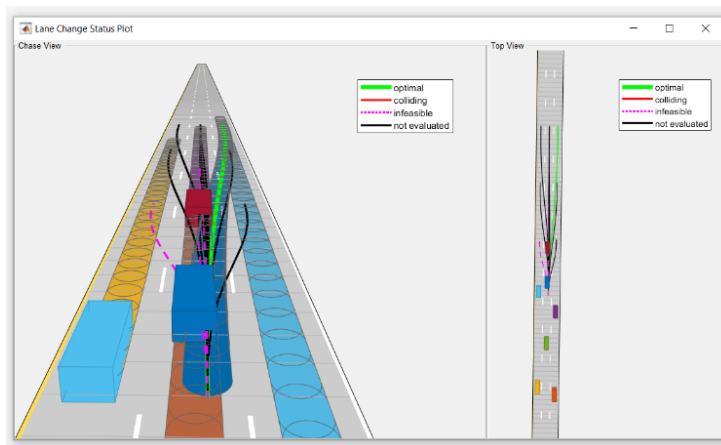 Lane Change Status Plot
Chase View
Top View
optimal
colliding
infeasible
not evaluated
optimal
colliding
infeasible
not evaluated